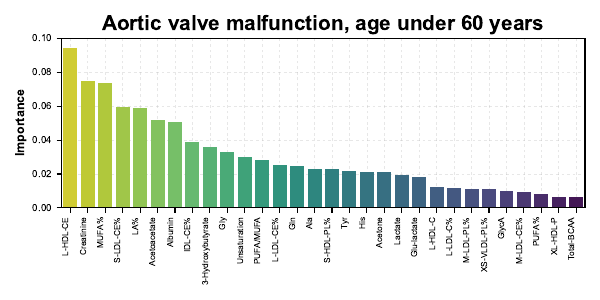 Aortic valve malfunction, age under 60 years
Importance
0.10
0.08
0.06
0.04
0.02
0.00
L-HDL-CE
Creatinine
MUFA%
S-LDL-CE%
LA%
Acetoacetate
Albumin
IDL-CE%
3-Hydroxybutyrate
Gly
Unsaturation
PUFA/MUFA
L-LDL-CE%
Gln
Ala
S-HDL-PL%
Tyr
His
Acetone
Lactate
Glu-lactate
L-HDL-C
L-LDL-C%
M-LDL-PL%
XS-VLDL-PL%
GlycA
M-LDL-CE%
PUFA%
XL-HDL-P
Total-BCAA